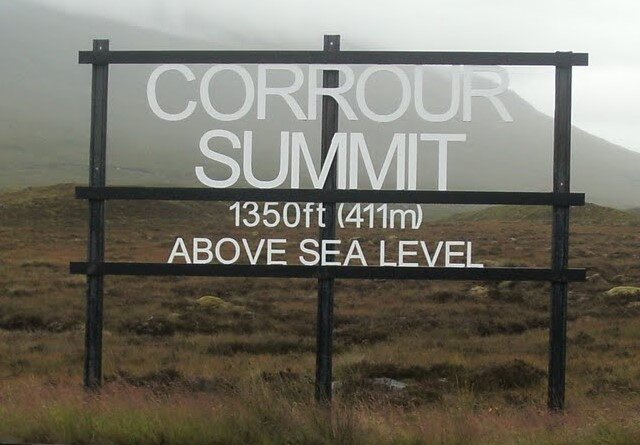 CORROUR
SUMMIT
1350ft (411m)
ABOVE SEA LEVEL